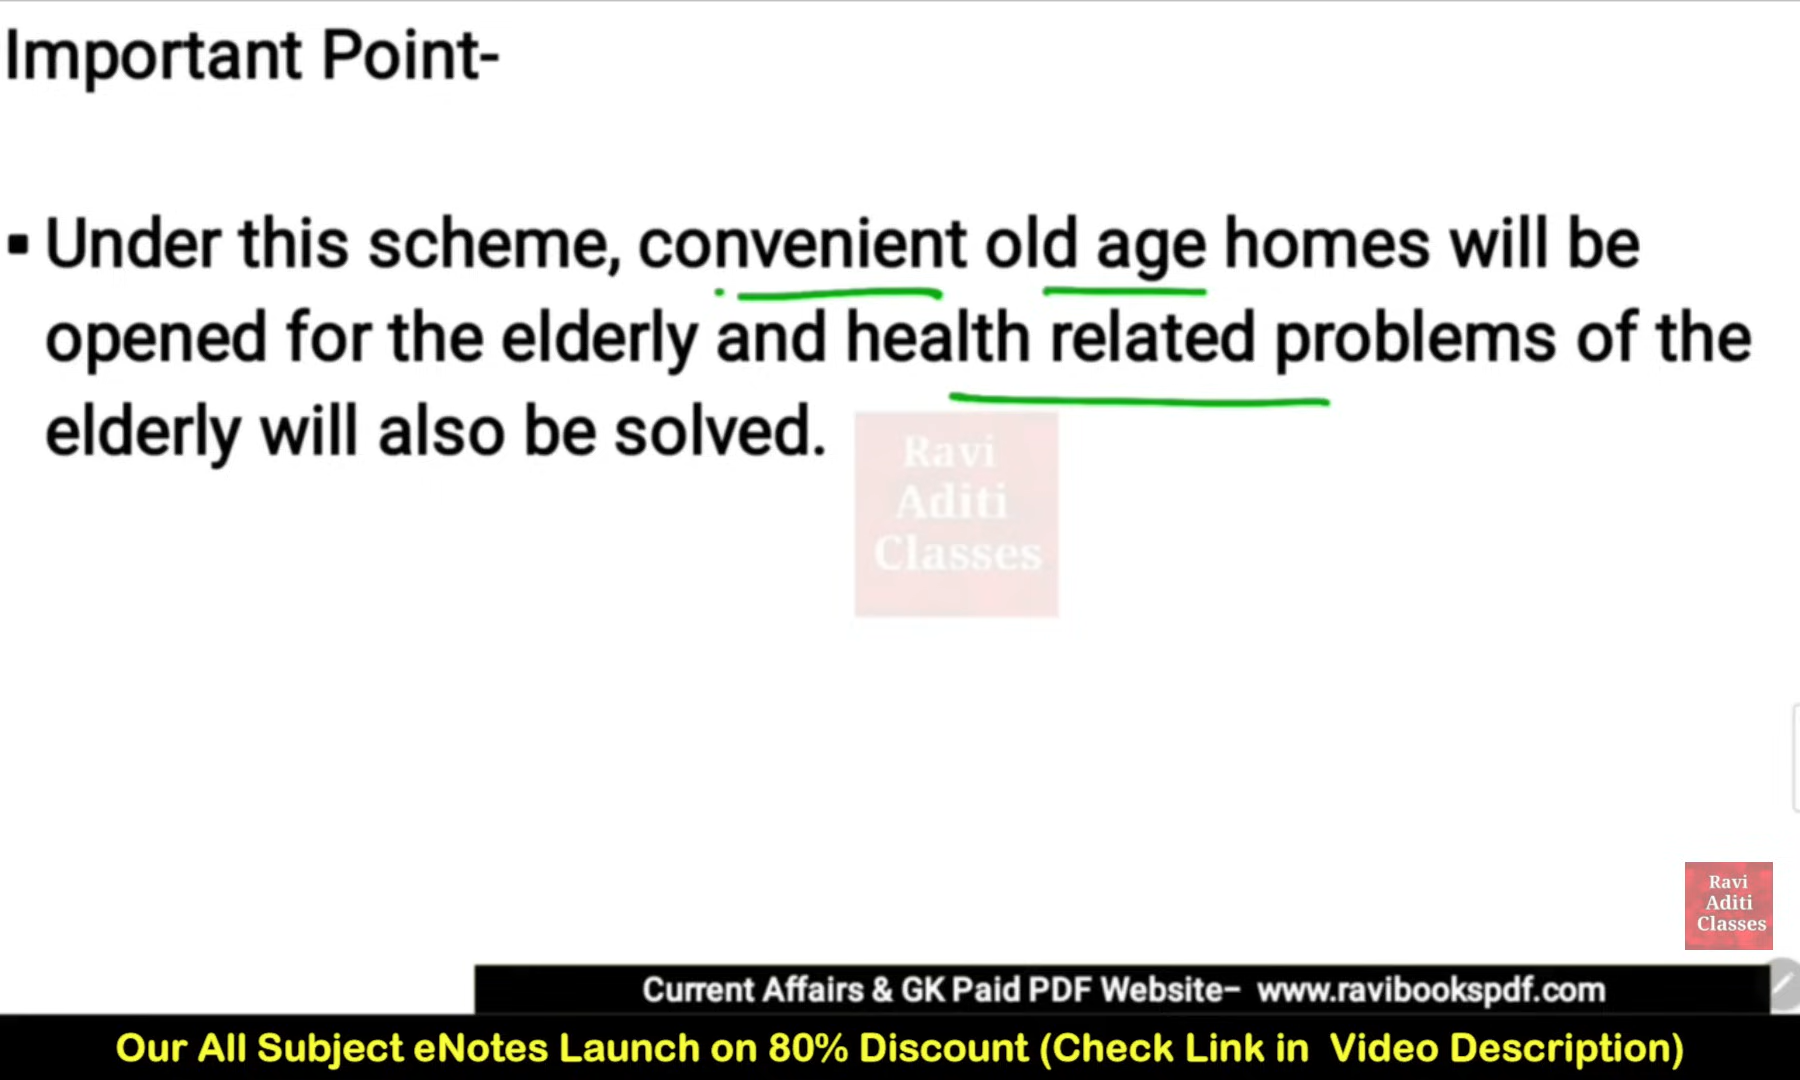 Important Point-
▪ Under this scheme, convenient old age homes will be
opened for the elderly and health related problems of the
elderly will also be solved.
Ravi
Aditi
Classes
Ravi
Aditi
Classes
Current Affairs & GK Paid PDF Website– www.ravibookspdf.com
Our All Subject eNotes Launch on 80% Discount (Check Link in Video Description)